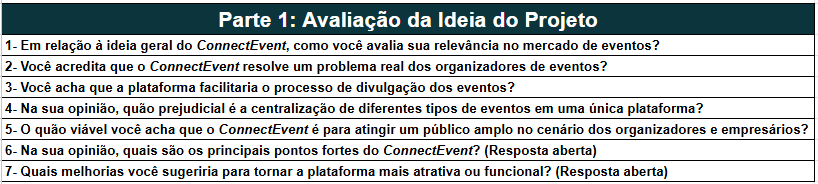 Parte 1: Avaliação da Ideia do Projeto
1- Em relação à ideia geral do ConnectEvent, como você avalia sua relevância no mercado de eventos?
2- Você acredita que o ConnectEvent resolve um problema real dos organizadores de eventos?
3- Você acha que a plataforma facilitaria o processo de divulgação dos eventos?
4- Na sua opinião, quão prejudicial é a centralização de diferentes tipos de eventos em uma única plataforma?
5- O quão viável você acha que o ConnectEvent é para atingir um público amplo no cenário dos organizadores e empresários?
6- Na sua opinião, quais são os principais pontos fortes do ConnectEvent? (Resposta aberta)
7- Quais melhorias você sugeriria para tornar a plataforma mais atrativa ou funcional? (Resposta aberta)